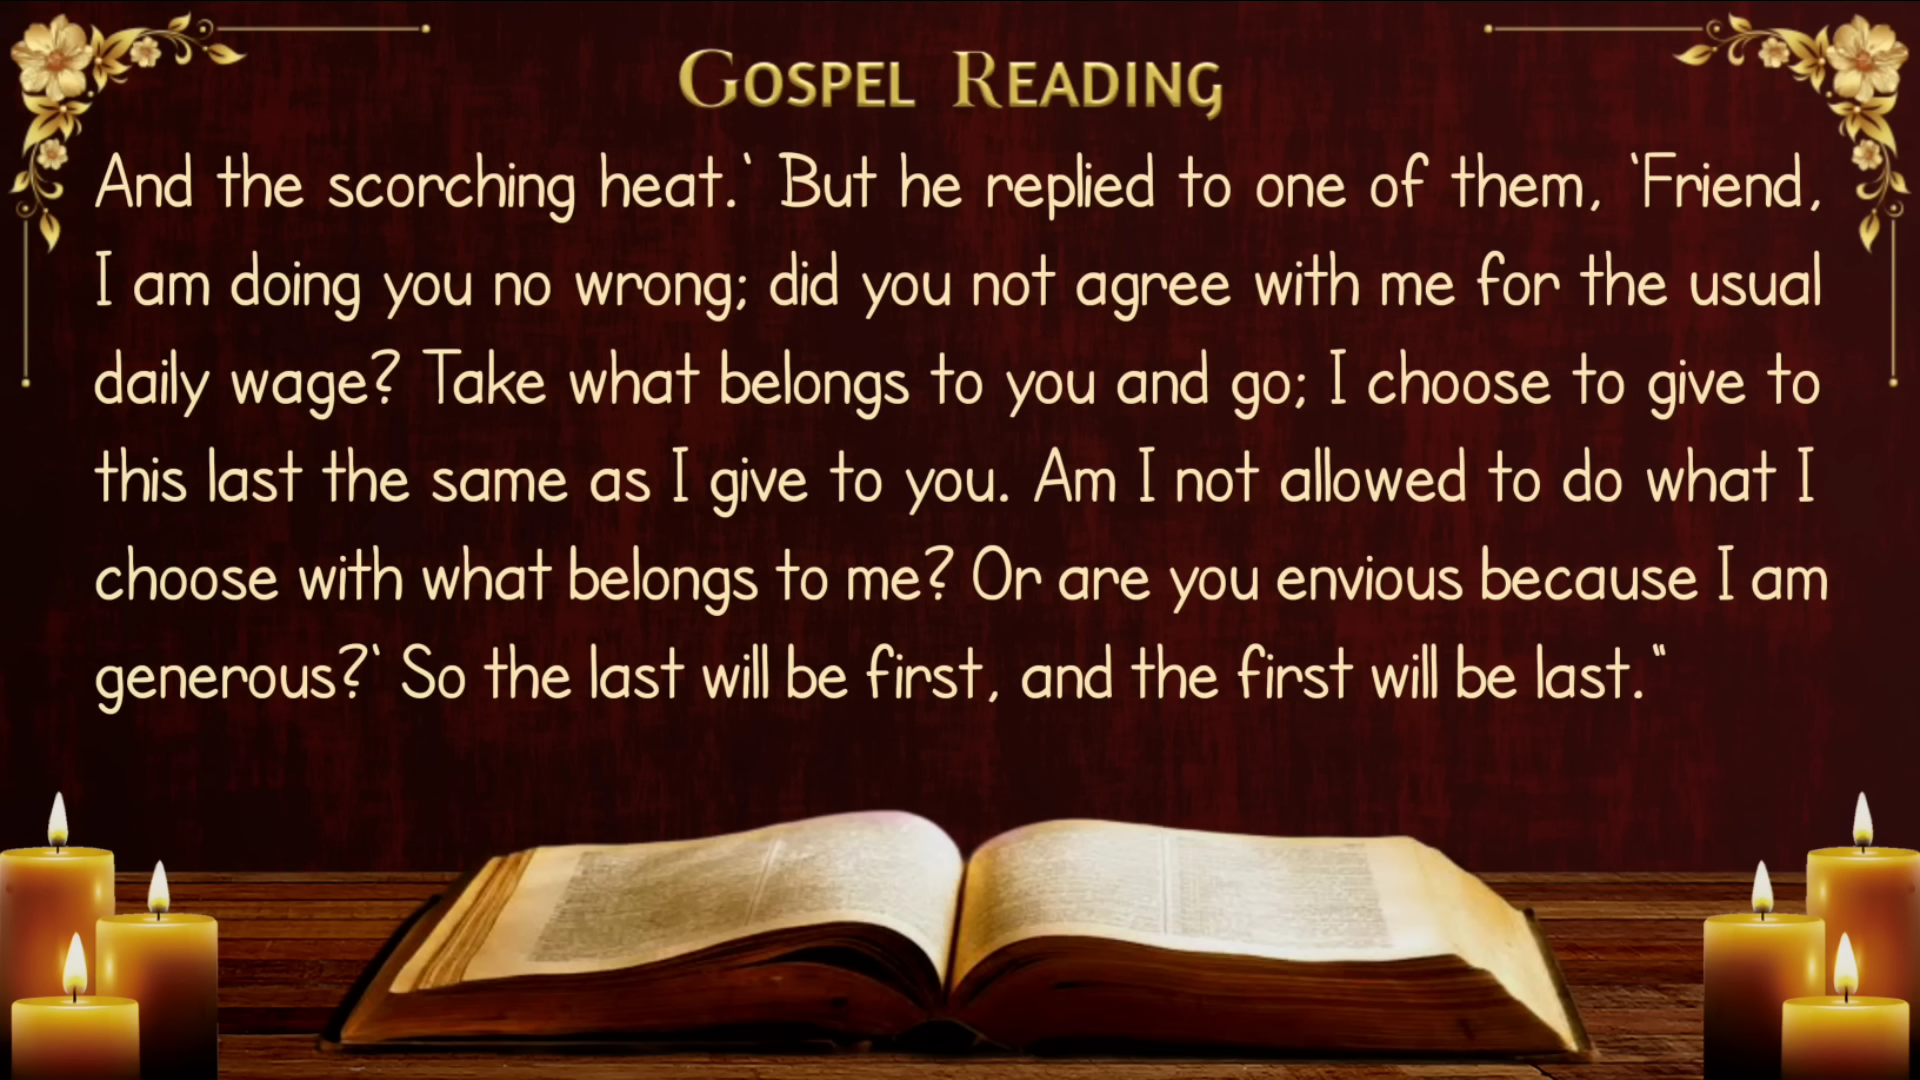 GOSPEL READING
And the scorching heat.‛ But he replied to one of them, ‛Friend,
I am doing you no wrong; did you not agree with me for the usual
daily wage? Take what belongs to you and go; I choose to give to
this last the same as I give to you. Am I not allowed to do what I
choose with what belongs to me? Or are you envious because I am
generous?‛ So the last will be first, and the first will be last.‟